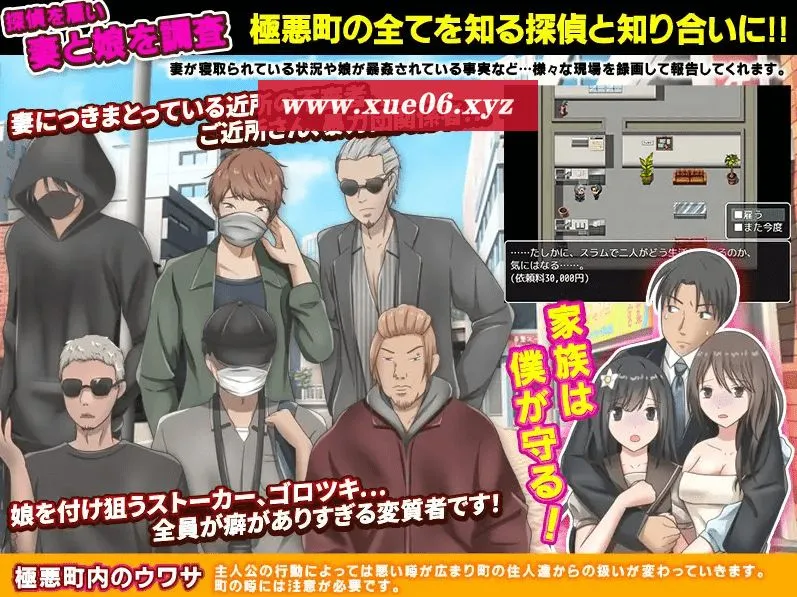 探偵を雇い
妻と娘を調査
極悪町の全てを知る探偵と知り合いに!!
妻が寝取られている状況や娘が暴姦されている事実など…様々な現場を録画して報告してくれます。
妻につきまとっている近所の
www.xue06.xyz
ご近所さん、
■雇う
■また今度
……たしかに、スラムで二人がどう生
るのか、
気にはなる……。
(依頼料30,000円)
家族は
僕が守る!
娘を付け狙うストーカー、ゴロツキ…
全員が癖がありすぎる変質者です!
極悪町内のウワサ
主人公の行動によっては悪い噂が広まり町の住人達からの扱いが変わっていきます。
町の噂には注意が必要です。